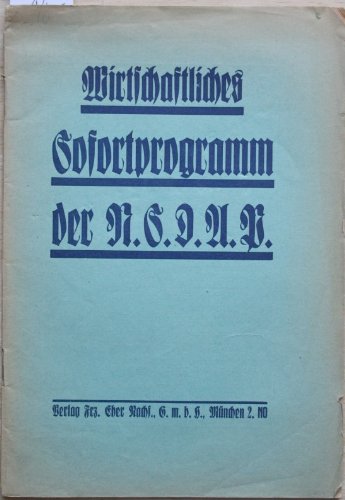 Wirtschaftliches
Sofortprogramm
der N.S.D.A.P.
Verlag Frz. Eher Nachf., G. m. b. H., München 2, NO